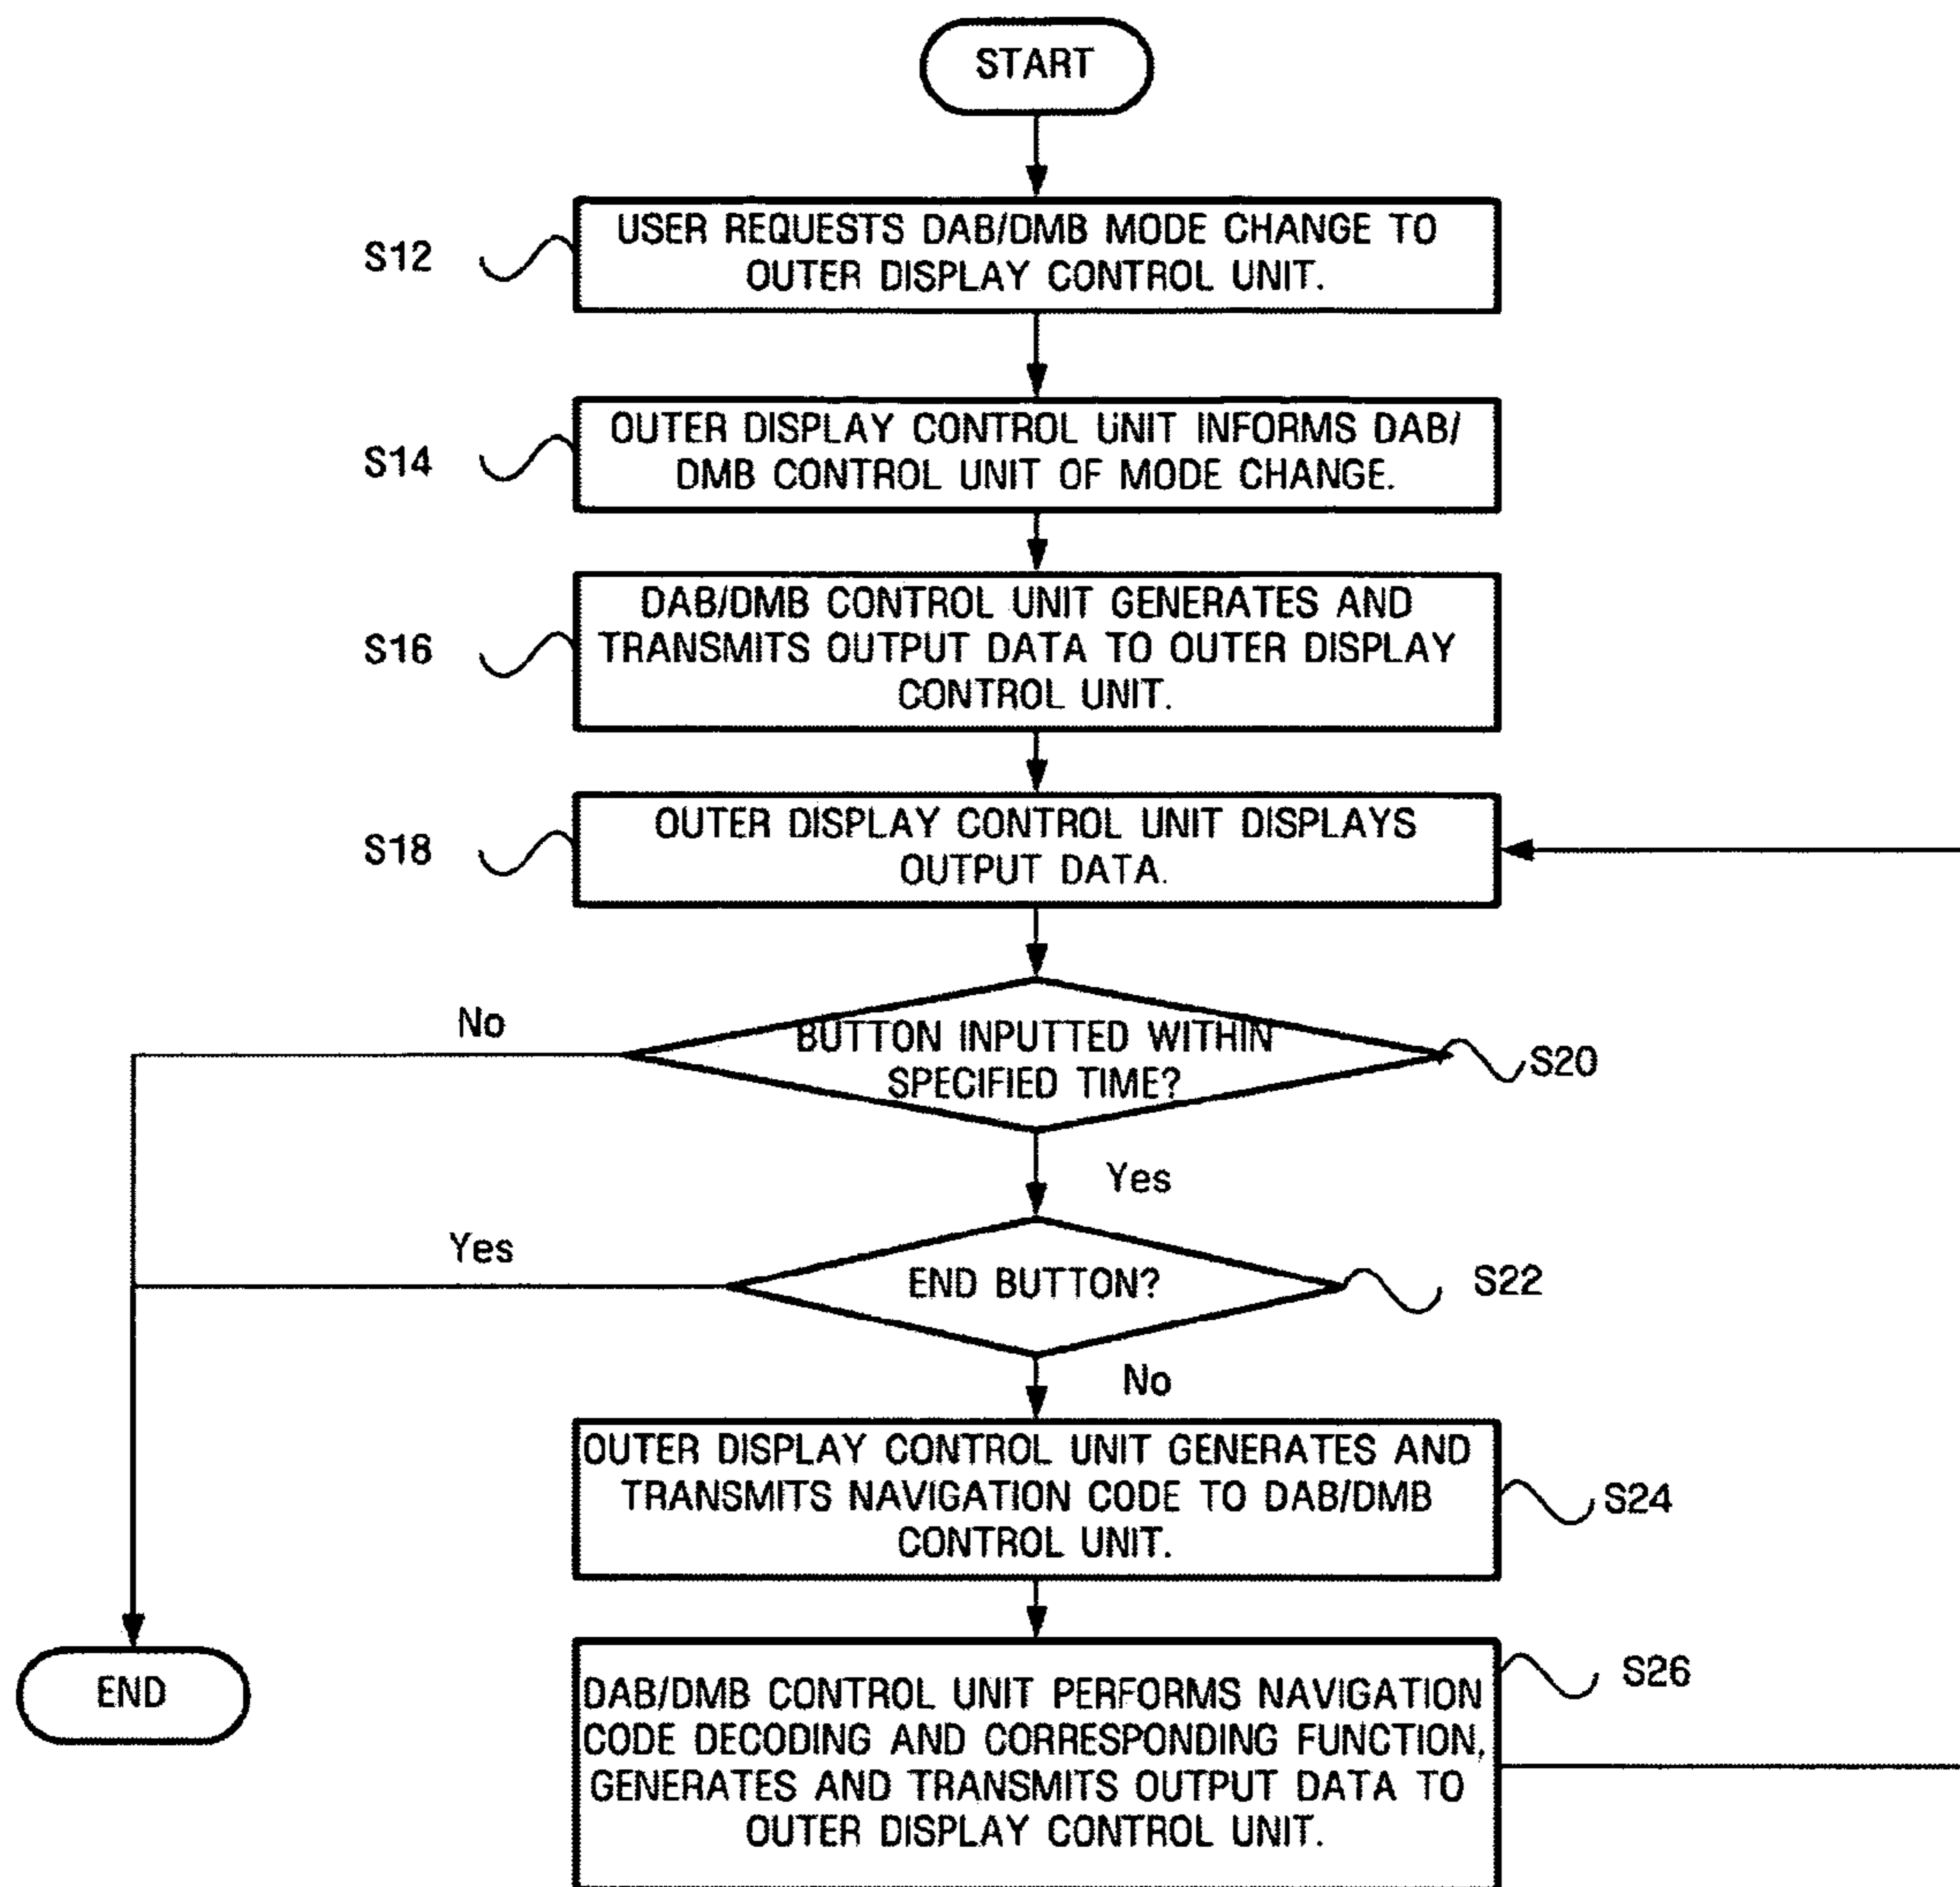 START
S12
USER REQUESTS DAB/DMB MODE CHANGE TO
OUTER DISPLAY CONTROL UNIT.
S14
OUTER DISPLAY CONTROL UNIT INFORMS DAB/
DMB CONTROL UNIT OF MODE CHANGE.
S16
DAB/DMB CONTROL UNIT GENERATES AND
TRANSMITS OUTPUT DATA TO OUTER DISPLAY
CONTROL UNIT.
S18
OUTER DISPLAY CONTROL UNIT DISPLAYS
OUTPUT DATA.
No
BUTTON INPUTTED WITHIN
SPECIFIED TIME?
S20
Yes
Yes
END BUTTON?
S22
No
OUTER DISPLAY CONTROL UNIT GENERATES AND
TRANSMITS NAVIGATION CODE TO DAB/DMB
CONTROL UNIT.
S24
END
DAB/DMB CONTROL UNIT PERFORMS NAVIGATION
CODE DECODING AND CORRESPONDING FUNCTION,
GENERATES AND TRANSMITS OUTPUT DATA TO
OUTER DISPLAY CONTROL UNIT.
S26